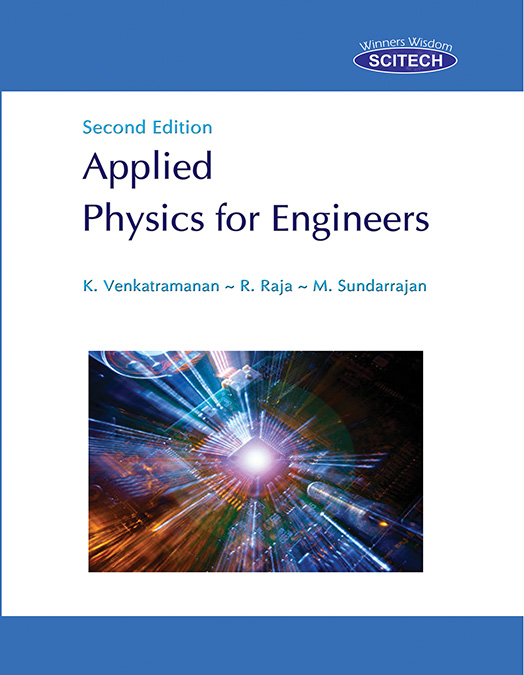 Winners Wisdom
SCITECH
Second Edition
Applied
Physics for Engineers
K. Venkatramanan ~ R. Raja ~ M. Sundarrajan